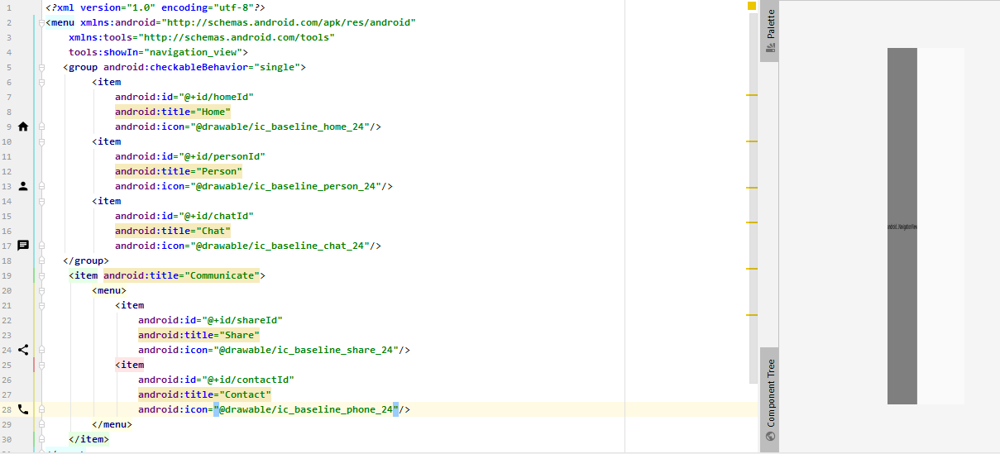 1 <?xml version="1.0" encoding="utf-8"?>
2 <menu xmlns:android="http://schemas.android.com/apk/res/android"
3     xmlns:tools="http://schemas.android.com/tools"
4     tools:showIn="navigation_view">
5    <group android:checkableBehavior="single">
6         <item
7             android:id="@+id/homeId"
8             android:title="Home"
9             android:icon="@drawable/ic_baseline_home_24"/>
10         <item
11             android:id="@+id/personId"
12             android:title="Person"
13             android:icon="@drawable/ic_baseline_person_24"/>
14         <item
15             android:id="@+id/chatId"
16             android:title="Chat"
17             android:icon="@drawable/ic_baseline_chat_24"/>
18    </group>
19     <item android:title="Communicate">
20         <menu>
21             <item
22                 android:id="@+id/shareId"
23                 android:title="Share"
24                 android:icon="@drawable/ic_baseline_share_24"/>
25             <item
26                 android:id="@+id/contactId"
27                 android:title="Contact"
28                 android:icon="@drawable/ic_baseline_phone_24"/>
29         </menu>
30     </item>
Palette
Component Tree